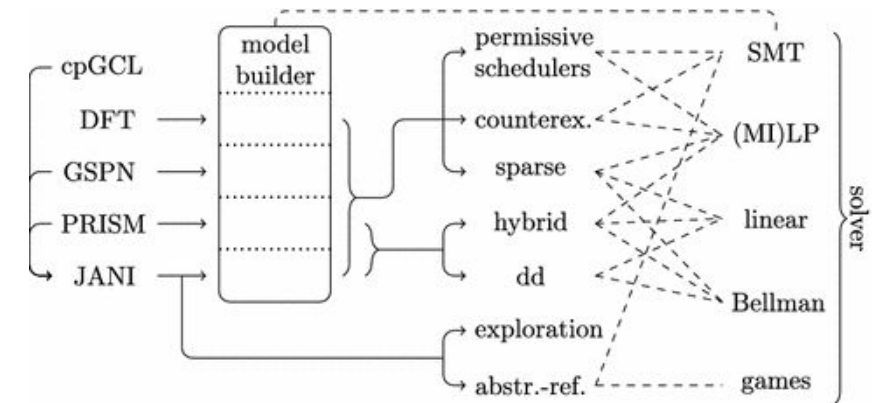 cpGCL
DFT
GSPN
PRISM
JANI
model
builder
permissive
schedulers
counterex.
sparse
hybrid
dd
exploration
abstr.-ref.
SMT
(MI)LP
linear
Bellman
games
solver